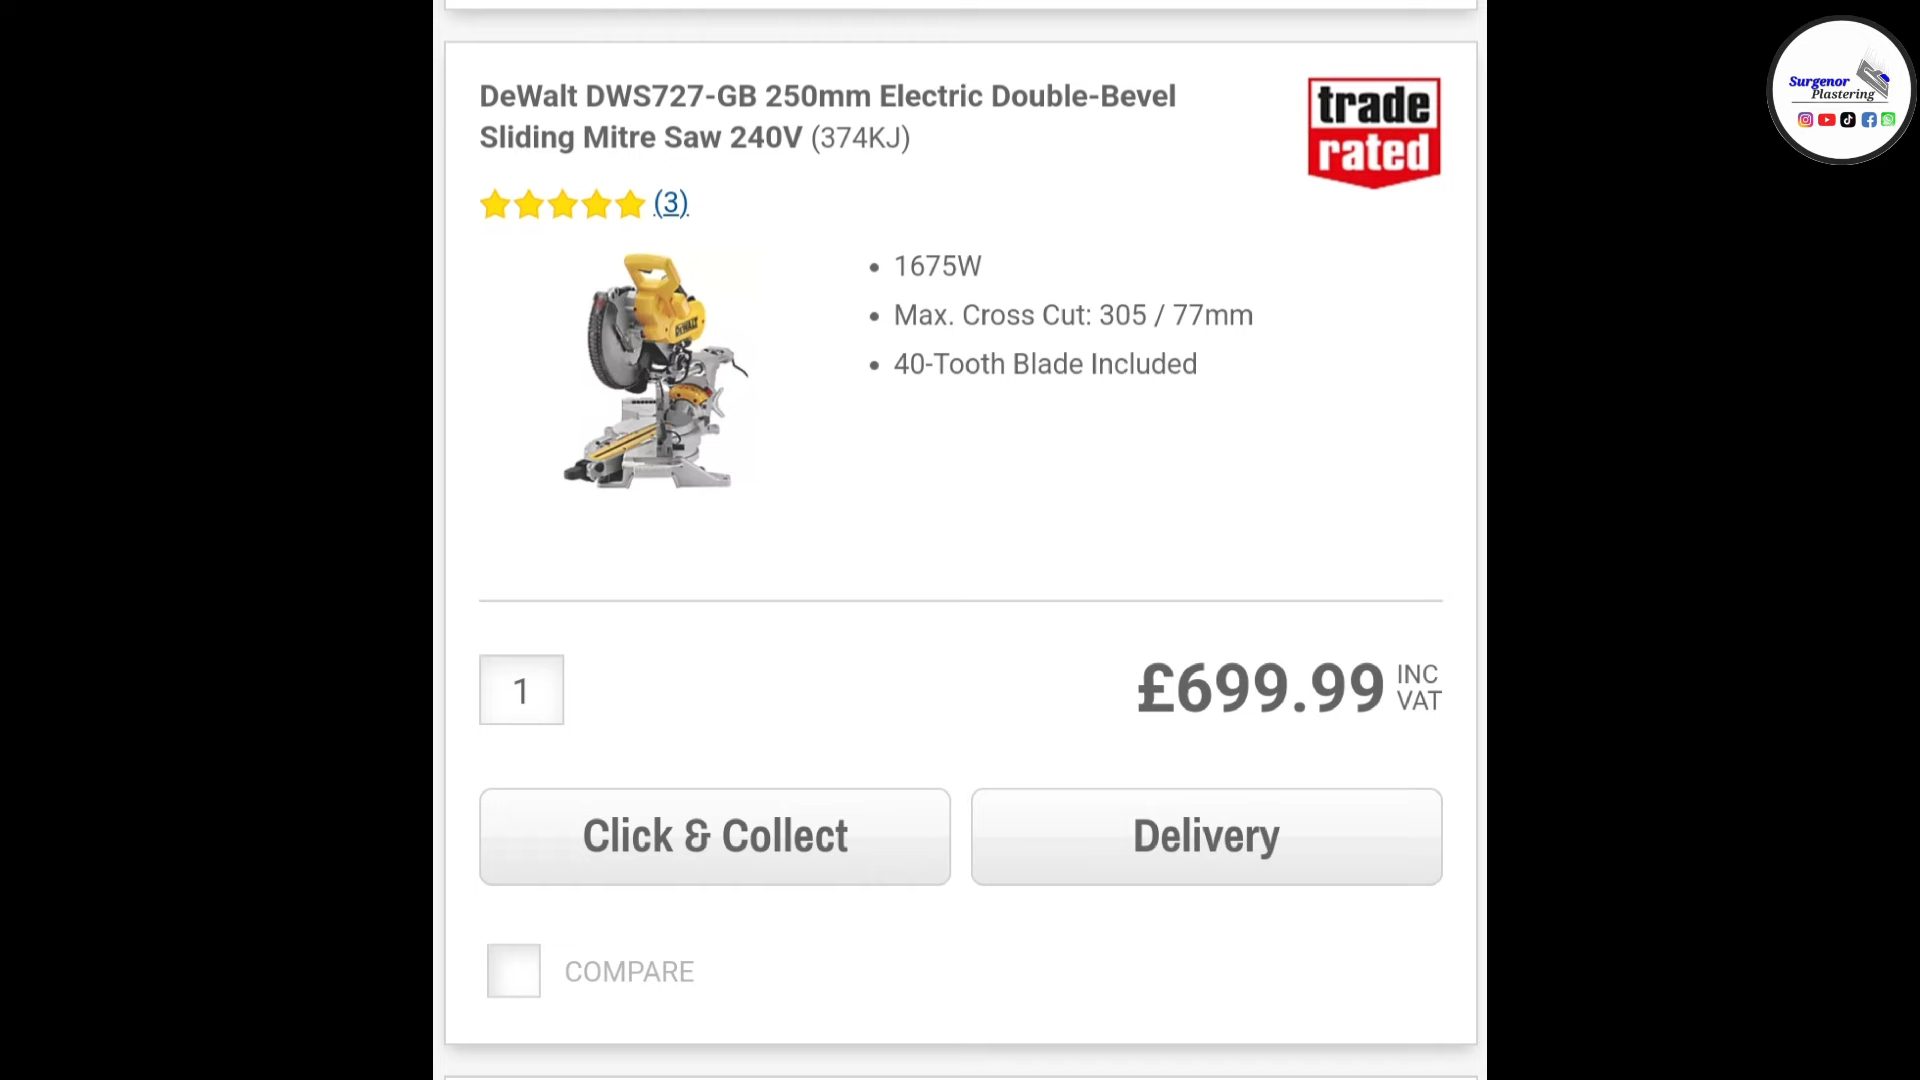 DeWalt DWS727-GB 250mm Electric Double-Bevel
Sliding Mitre Saw 240V (374KJ)
trade
rated
(3)
1675W
Max. Cross Cut: 305 / 77mm
40-Tooth Blade Included
DEWALT
1
£699.99 INC VAT
Click & Collect
Delivery
COMPARE
Surgenor
Plastering